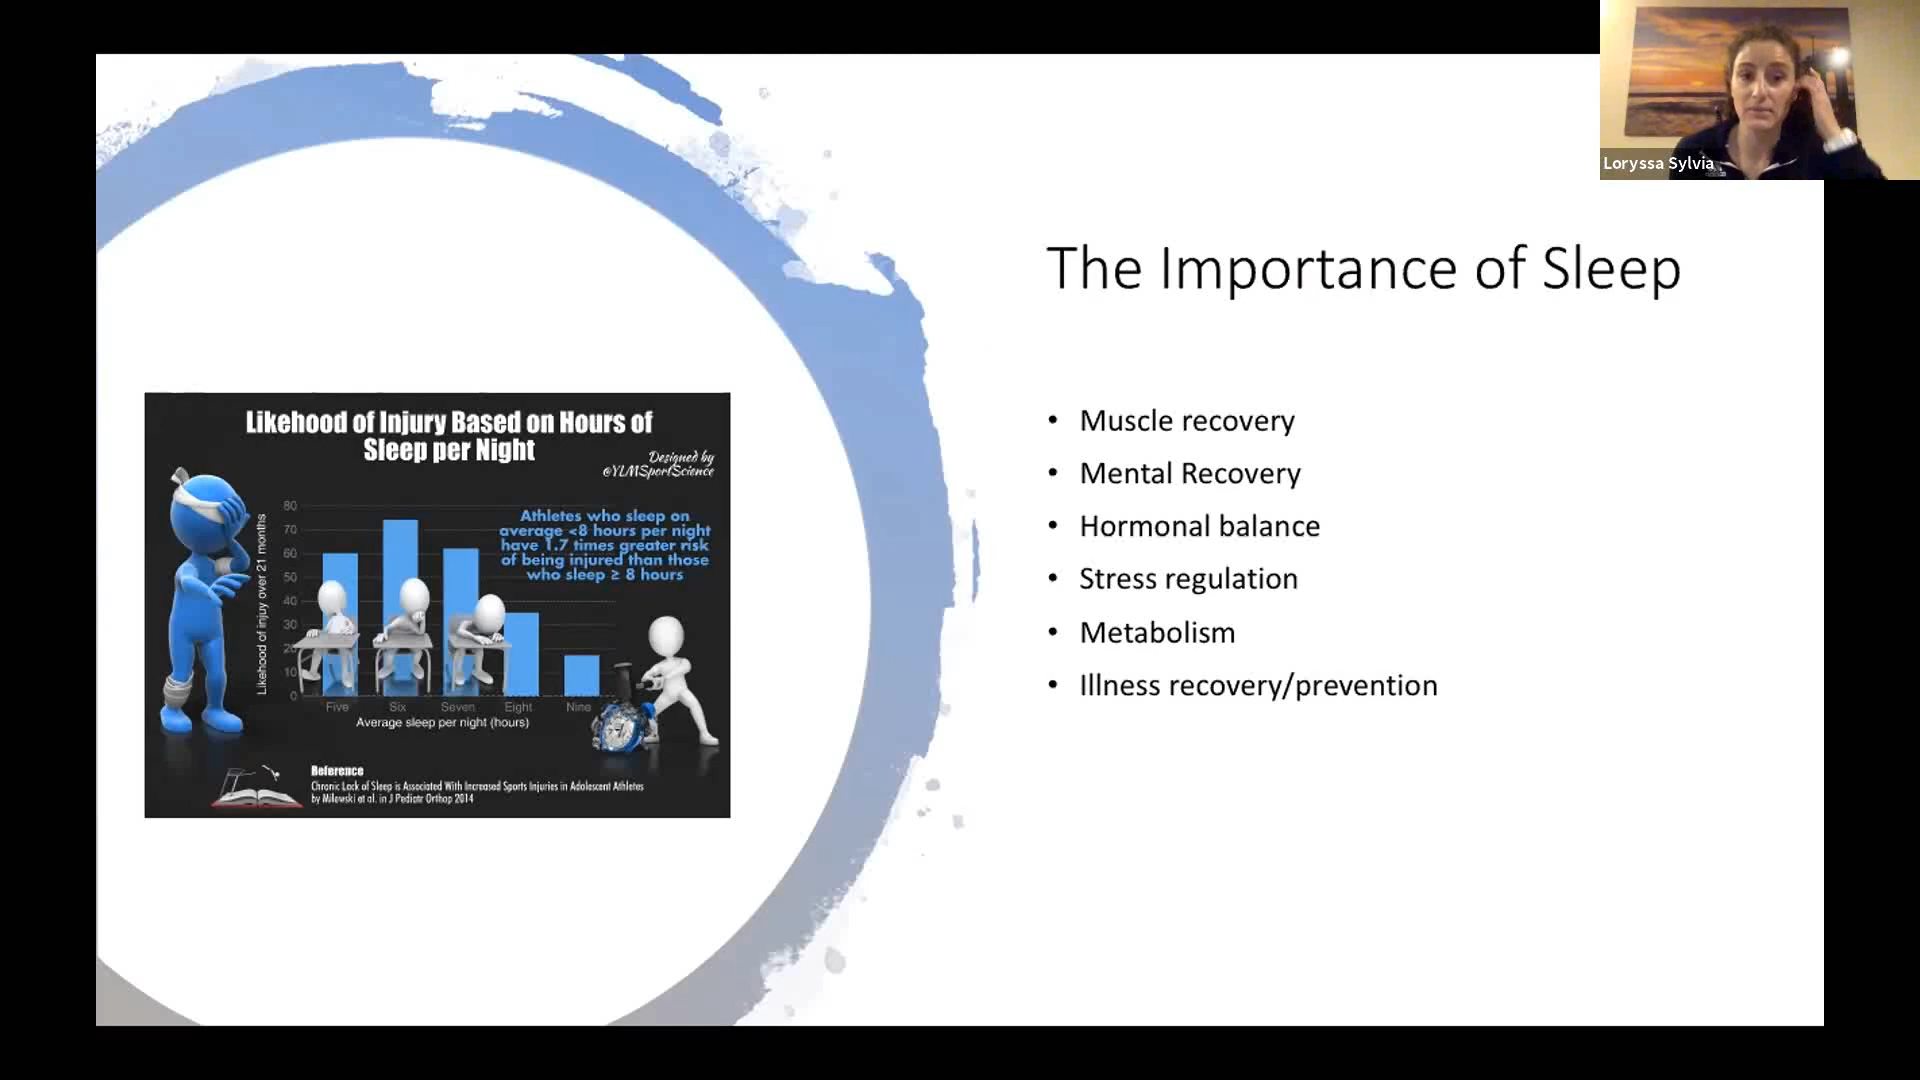 Loryssa Sylvia
The Importance of Sleep
• Muscle recovery
• Mental Recovery
• Hormonal balance
• Stress regulation
• Metabolism
• Illness recovery/prevention
Likehood of Injury Based on Hours of
Sleep per Night
Designed by
@YLMSportScience
Athletes who sleep on
average <8 hours per night
have 1.7 times greater risk
of being injured than those
who sleep ≥ 8 hours
Likehood of injuy over 21 months
80
70
60
50
40
30
20
10
0
Five Six Seven Eight Nine
Average sleep per night (hours)
Reference
Chronic Lack of Sleep is Associated With Increased Sports Injuries in Adolescent Athletes
by Milewski et al. in J Pediatr Orthop 2014